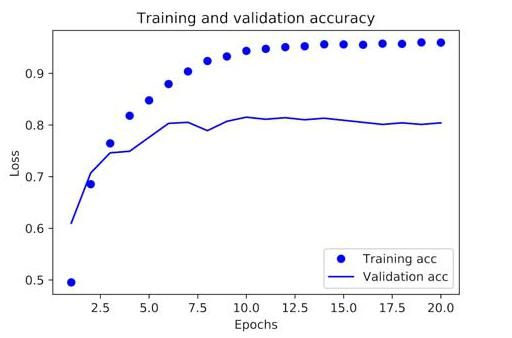 Training and validation accuracy
0.9
0.8
0.7
0.6
0.5
Loss
Training acc
Validation acc
2.5 5.0 7.5 10.0 12.5 15.0 17.5 20.0
Epochs